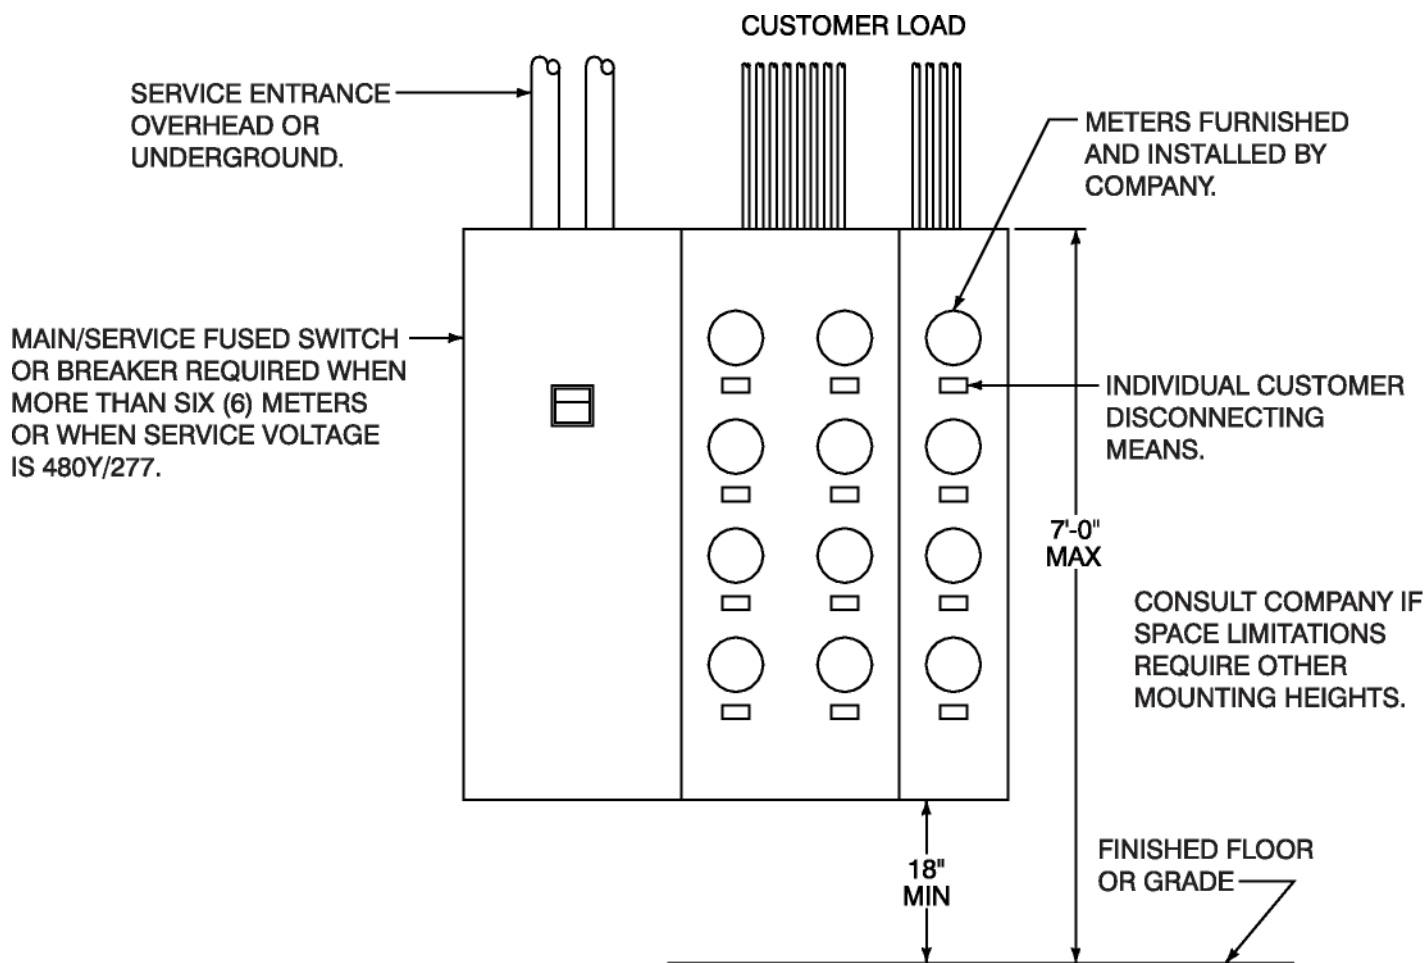 CUSTOMER LOAD
SERVICE ENTRANCE
OVERHEAD OR
UNDERGROUND.
METERS FURNISHED
AND INSTALLED BY
COMPANY.
MAIN/SERVICE FUSED SWITCH
OR BREAKER REQUIRED WHEN
MORE THAN SIX (6) METERS
OR WHEN SERVICE VOLTAGE
IS 480Y/277.
INDIVIDUAL CUSTOMER
DISCONNECTING
MEANS.
7'-0"
MAX
CONSULT COMPANY IF
SPACE LIMITATIONS
REQUIRE OTHER
MOUNTING HEIGHTS.
18"
MIN
FINISHED FLOOR
OR GRADE